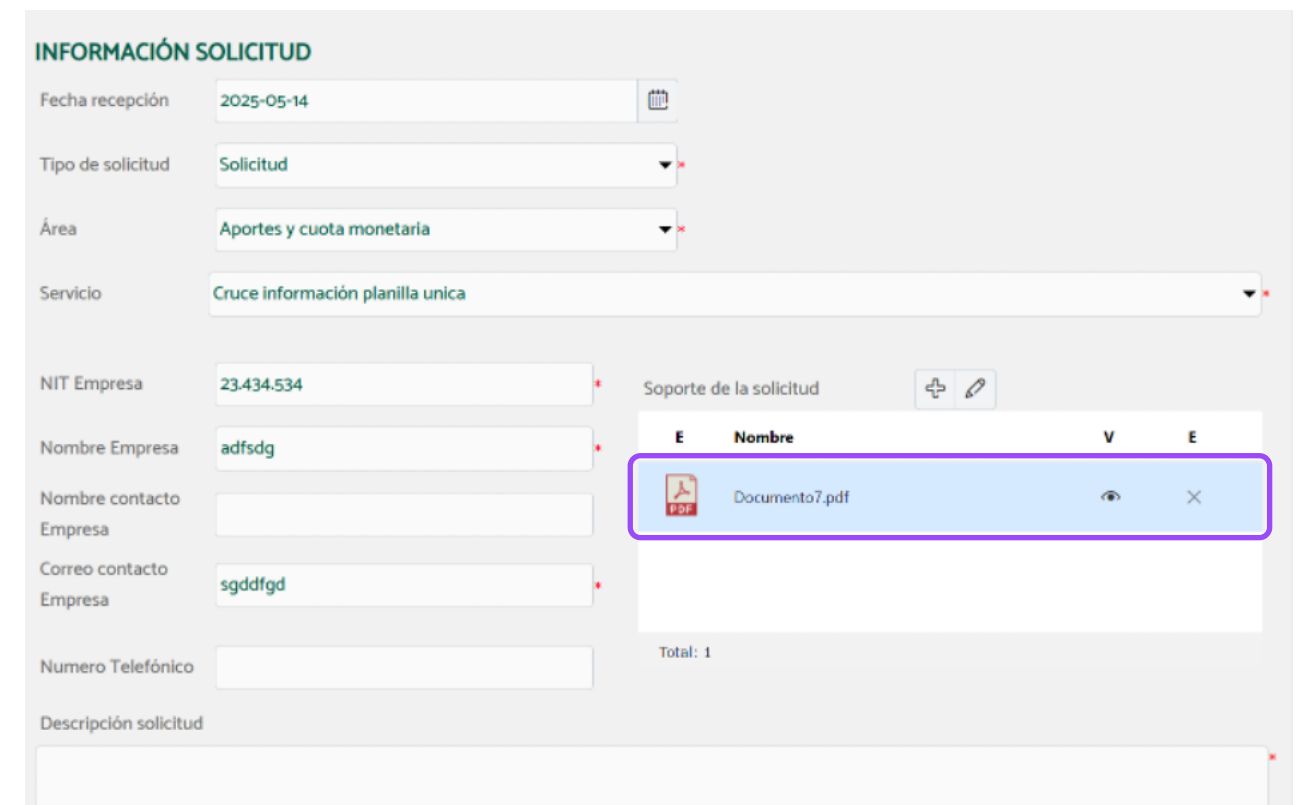 INFORMACIÓN SOLICITUD
Fecha recepción 2025-05-14
Tipo de solicitud Solicitud *
Área Aportes y cuota monetaria *
Servicio Cruce información planilla unica *
NIT Empresa 23.434.534 *
Nombre Empresa adfsdg *
Nombre contacto
Empresa
Correo contacto
Empresa
sgddfgd *
Numero Telefónico
Soporte de la solicitud
E Nombre V E
PDF Documento7.pdf
Total: 1
Descripción solicitud
*